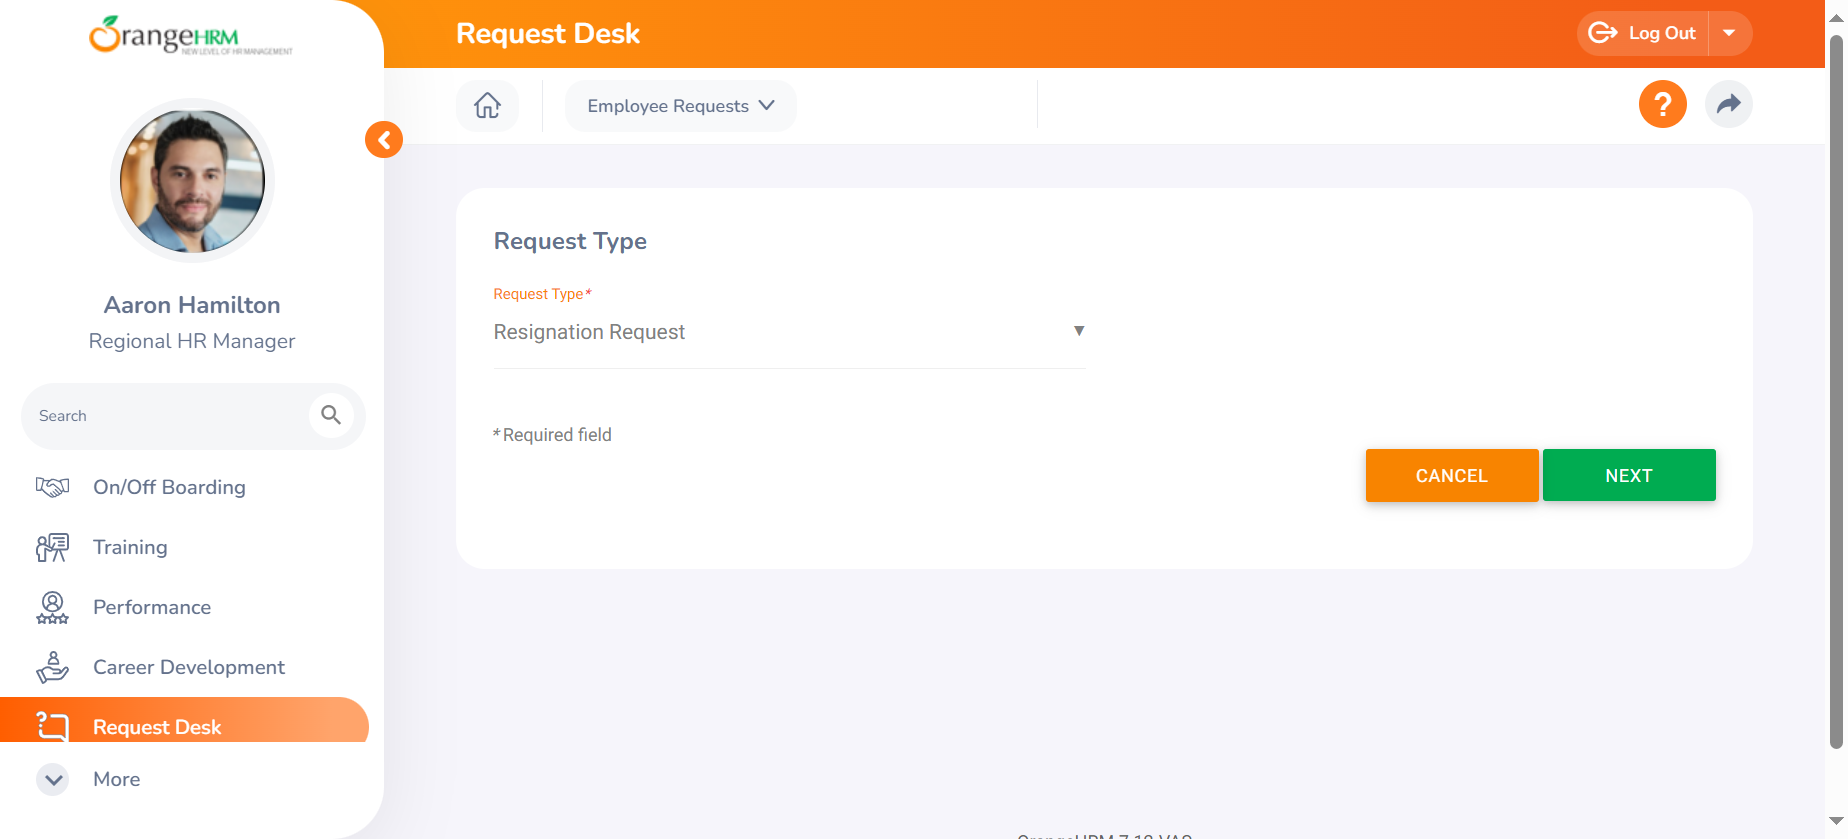 OrangeHRM
NEW LEVEL OF HR MANAGEMENT
Request Desk
Log Out
Employee Requests
?
Aaron Hamilton
Regional HR Manager
Search
On/Off Boarding
Training
Performance
Career Development
Request Desk
More
Request Type
Request Type*
Resignation Request
* Required field
CANCEL
NEXT